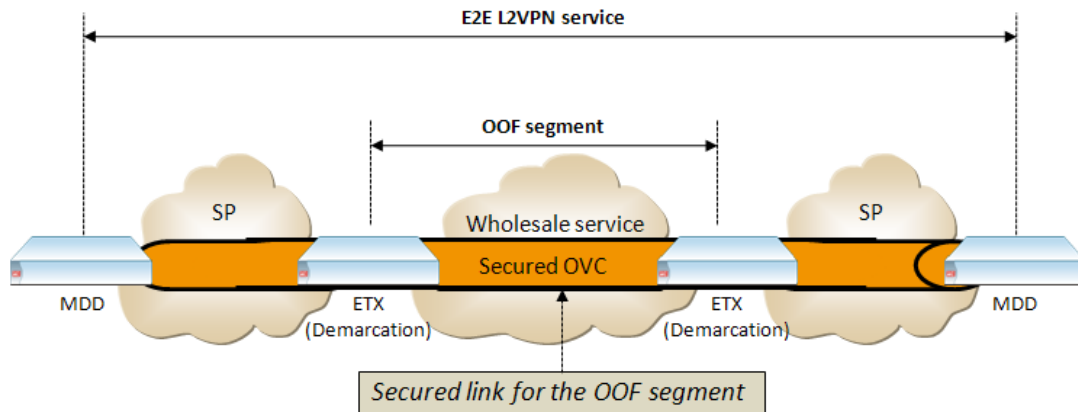 E2E L2VPN service
OOF segment
SP
SP
Wholesale service
Secured OVC
MDD
ETX
(Demarcation)
ETX
(Demarcation)
MDD
Secured link for the OOF segment